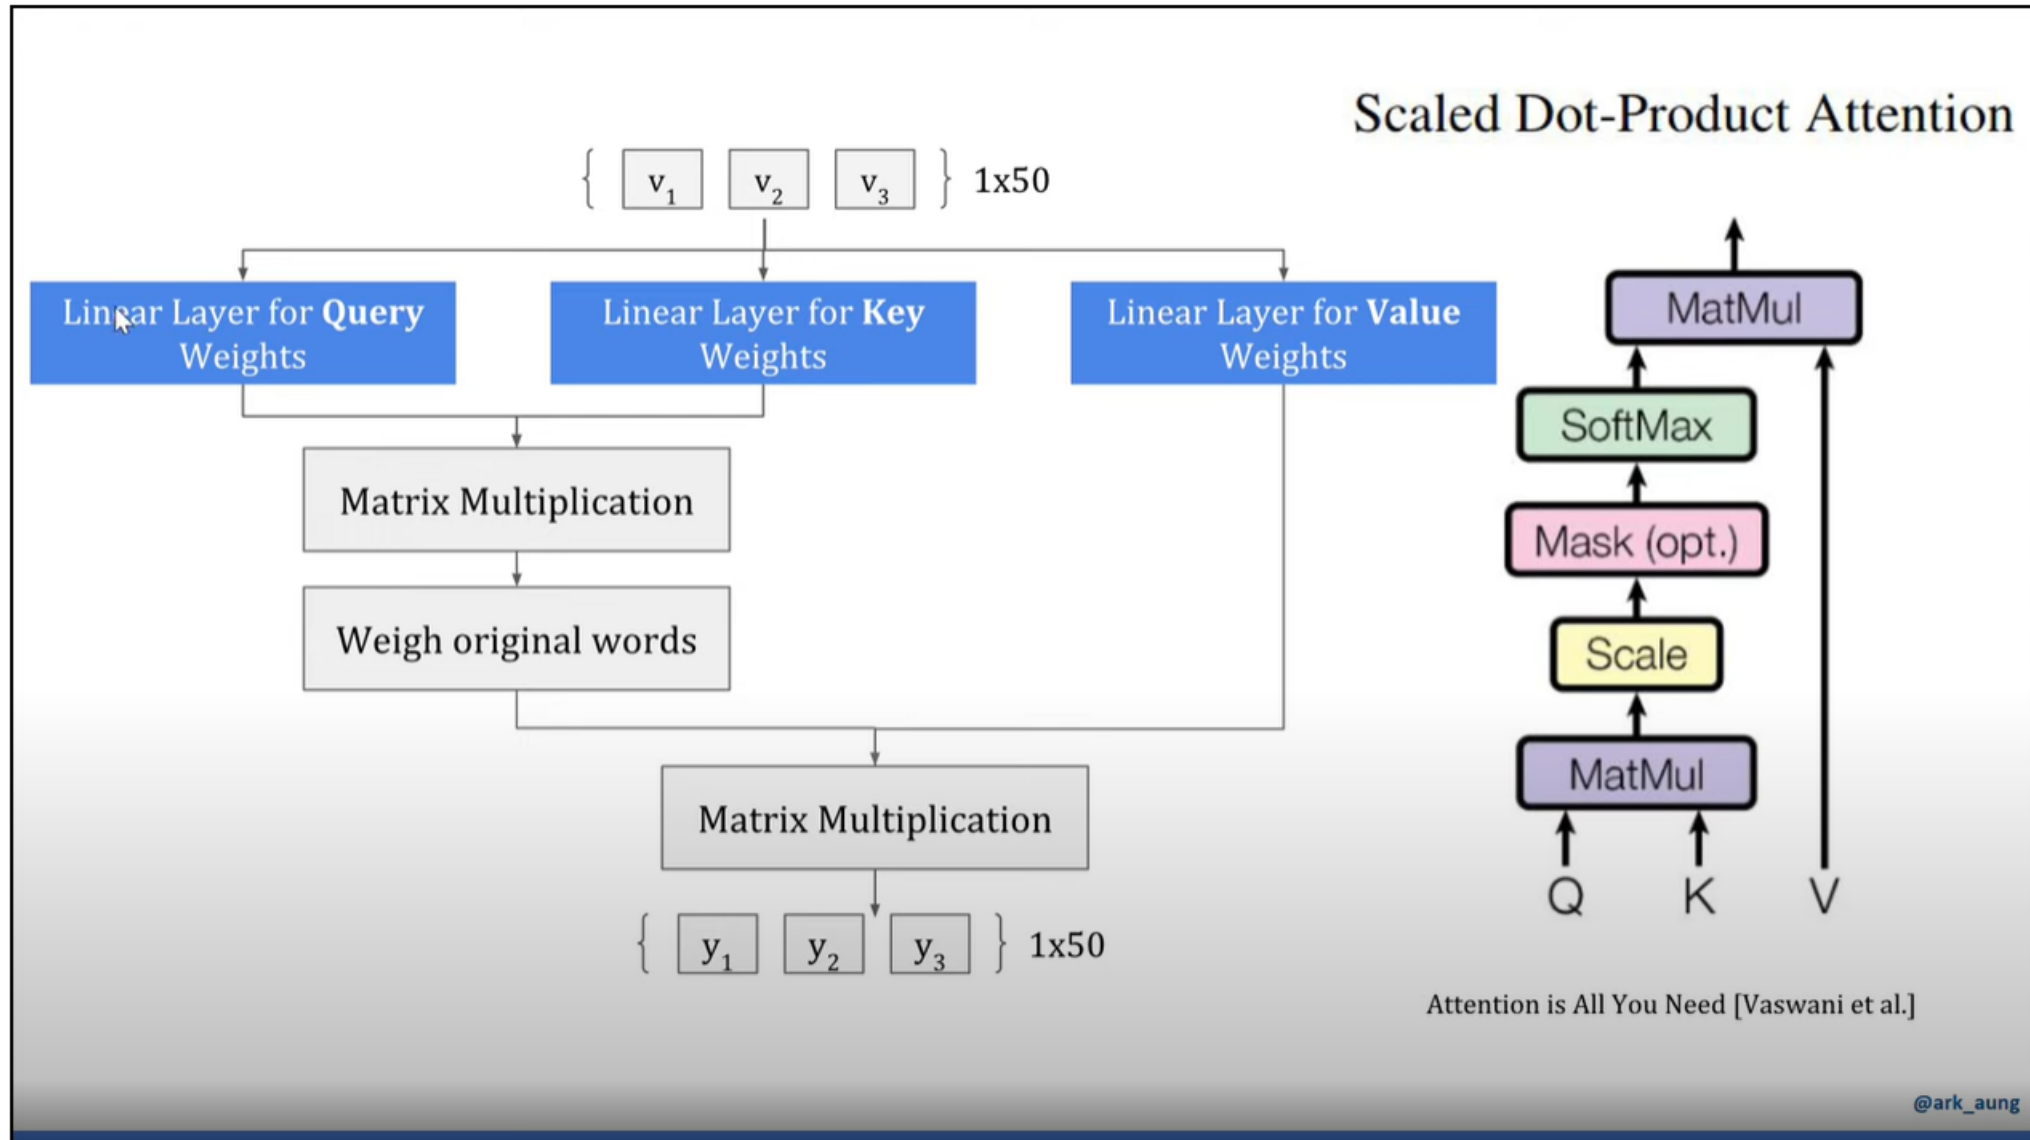 Scaled Dot-Product Attention
{ v1 v2 v3 } 1x50
Linear Layer for Query
Weights
Linear Layer for Key
Weights
Linear Layer for Value
Weights
Matrix Multiplication
Weigh original words
Matrix Multiplication
{ y1 y2 y3 } 1x50
MatMul
SoftMax
Mask (opt.)
Scale
MatMul
Q K V
Attention is All You Need [Vaswani et al.]
@ark_aung